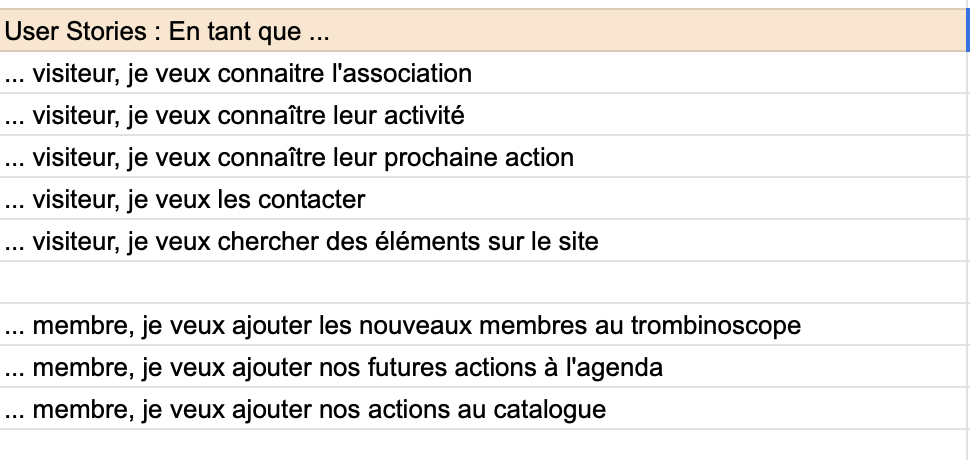 User Stories : En tant que ...
... visiteur, je veux connaitre l'association
... visiteur, je veux connaître leur activité
... visiteur, je veux connaître leur prochaine action
... visiteur, je veux les contacter
... visiteur, je veux chercher des éléments sur le site
... membre, je veux ajouter les nouveaux membres au trombinoscope
... membre, je veux ajouter nos futures actions à l'agenda
... membre, je veux ajouter nos actions au catalogue